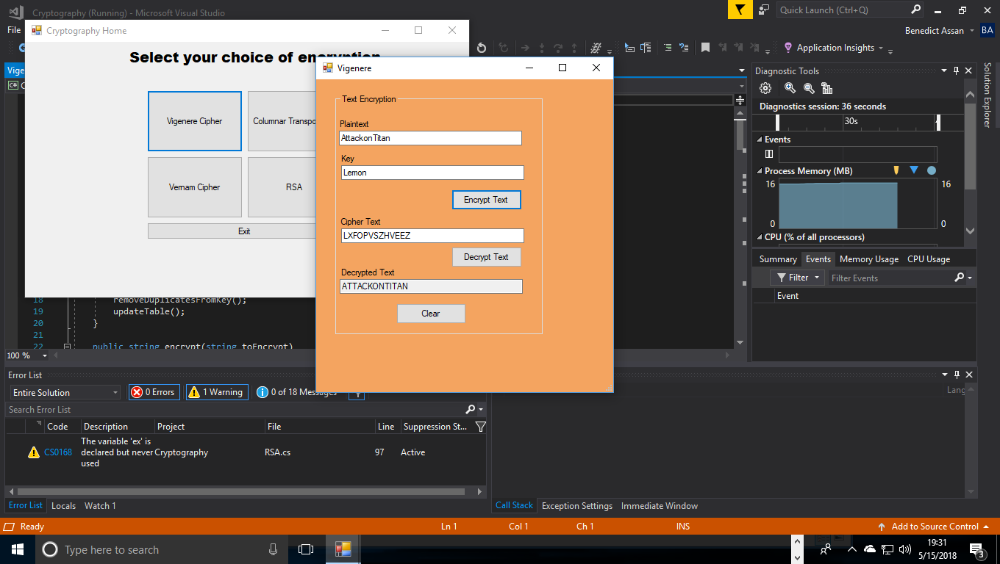 Cryptography (Running) - Microsoft Visual Studio
Quick Launch (Ctrl+Q)
File
Benedict Assan
BA
Application Insights
Cryptography Home
Select your choice of encryption
Vigenere Cipher
Vernam Cipher
RSA
Exit
Vigenere
Text Encryption
Plaintext
AttackonTitan
Key
Lemon
Encrypt Text
Cipher Text
LXFOPVSZHVEEZ
Decrypt Text
Decrypted Text
ATTACKONTITAN
Clear
Diagnostic Tools
Diagnostics session: 36 seconds
30s
Events
Process Memory (MB)
16 16
0 0
CPU (% of all processors)
Summary Events Memory Usage CPU Usage
Filter Filter Events
Event
Solution Explorer
18 removeDuplicatesFromKey();
19 updateTable();
20 }
21
22 public string encrypt(string toEncrypt)
100 %
Error List
Entire Solution 0 Errors 1 Warning 0 of 18 Messages
Search Error List
Code Description Project File Line Suppression St...
CS0168 The variable 'ex' is declared but never used Cryptography RSA.cs 97 Active
Error List Locals Watch 1
Call Stack Exception Settings Immediate Window
Ready Ln 1 Col 1 Ch 1 INS Add to Source Control
Type here to search
19:31
5/15/2018
3